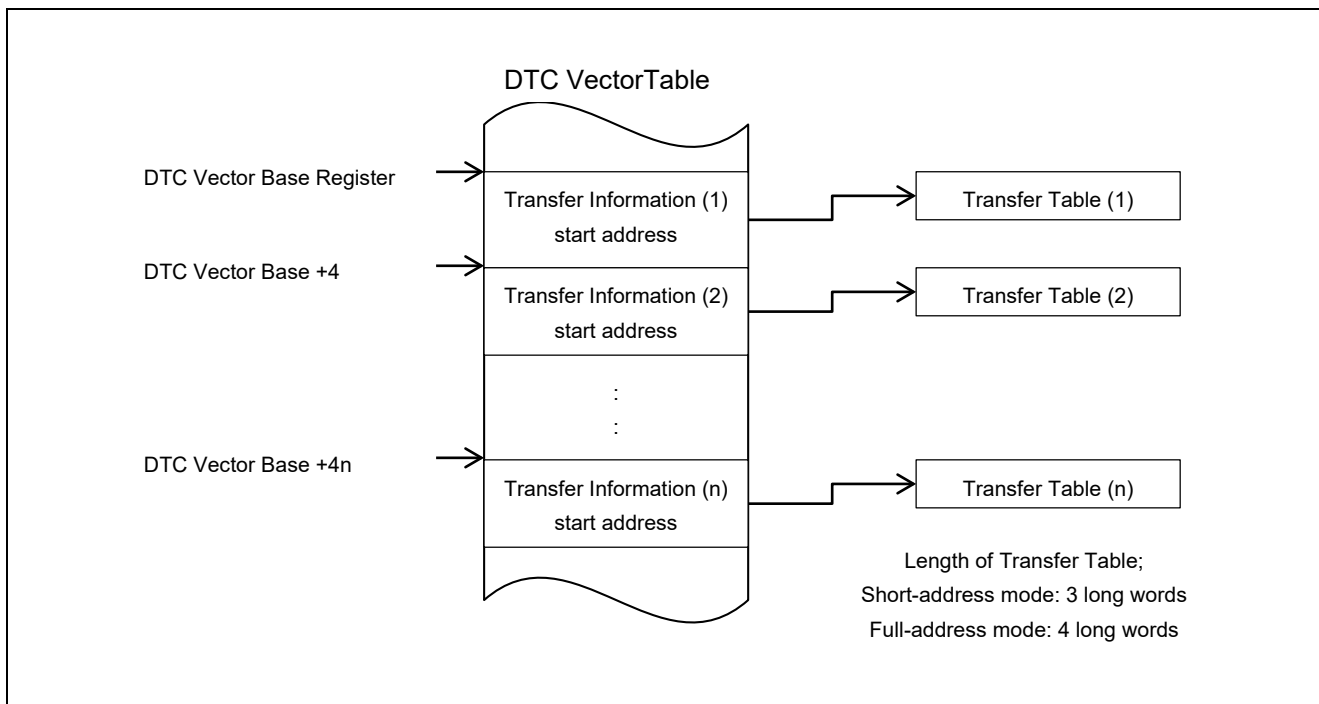 DTC VectorTable
DTC Vector Base Register
Transfer Information (1)
start address
Transfer Table (1)
DTC Vector Base +4
Transfer Information (2)
start address
Transfer Table (2)
:
:
DTC Vector Base +4n
Transfer Information (n)
start address
Transfer Table (n)
Length of Transfer Table;
Short-address mode: 3 long words
Full-address mode: 4 long words